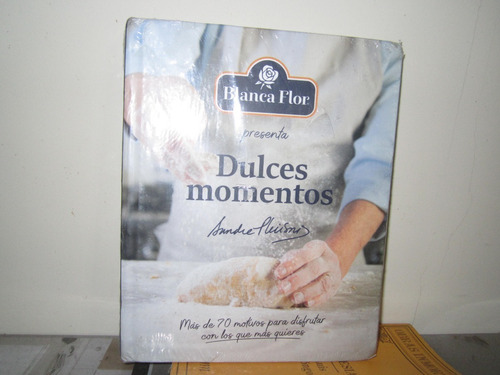 Blanca Flor
presenta
Dulces
momentos
Más de 70 motivos para disfrutar
con los que más quieres